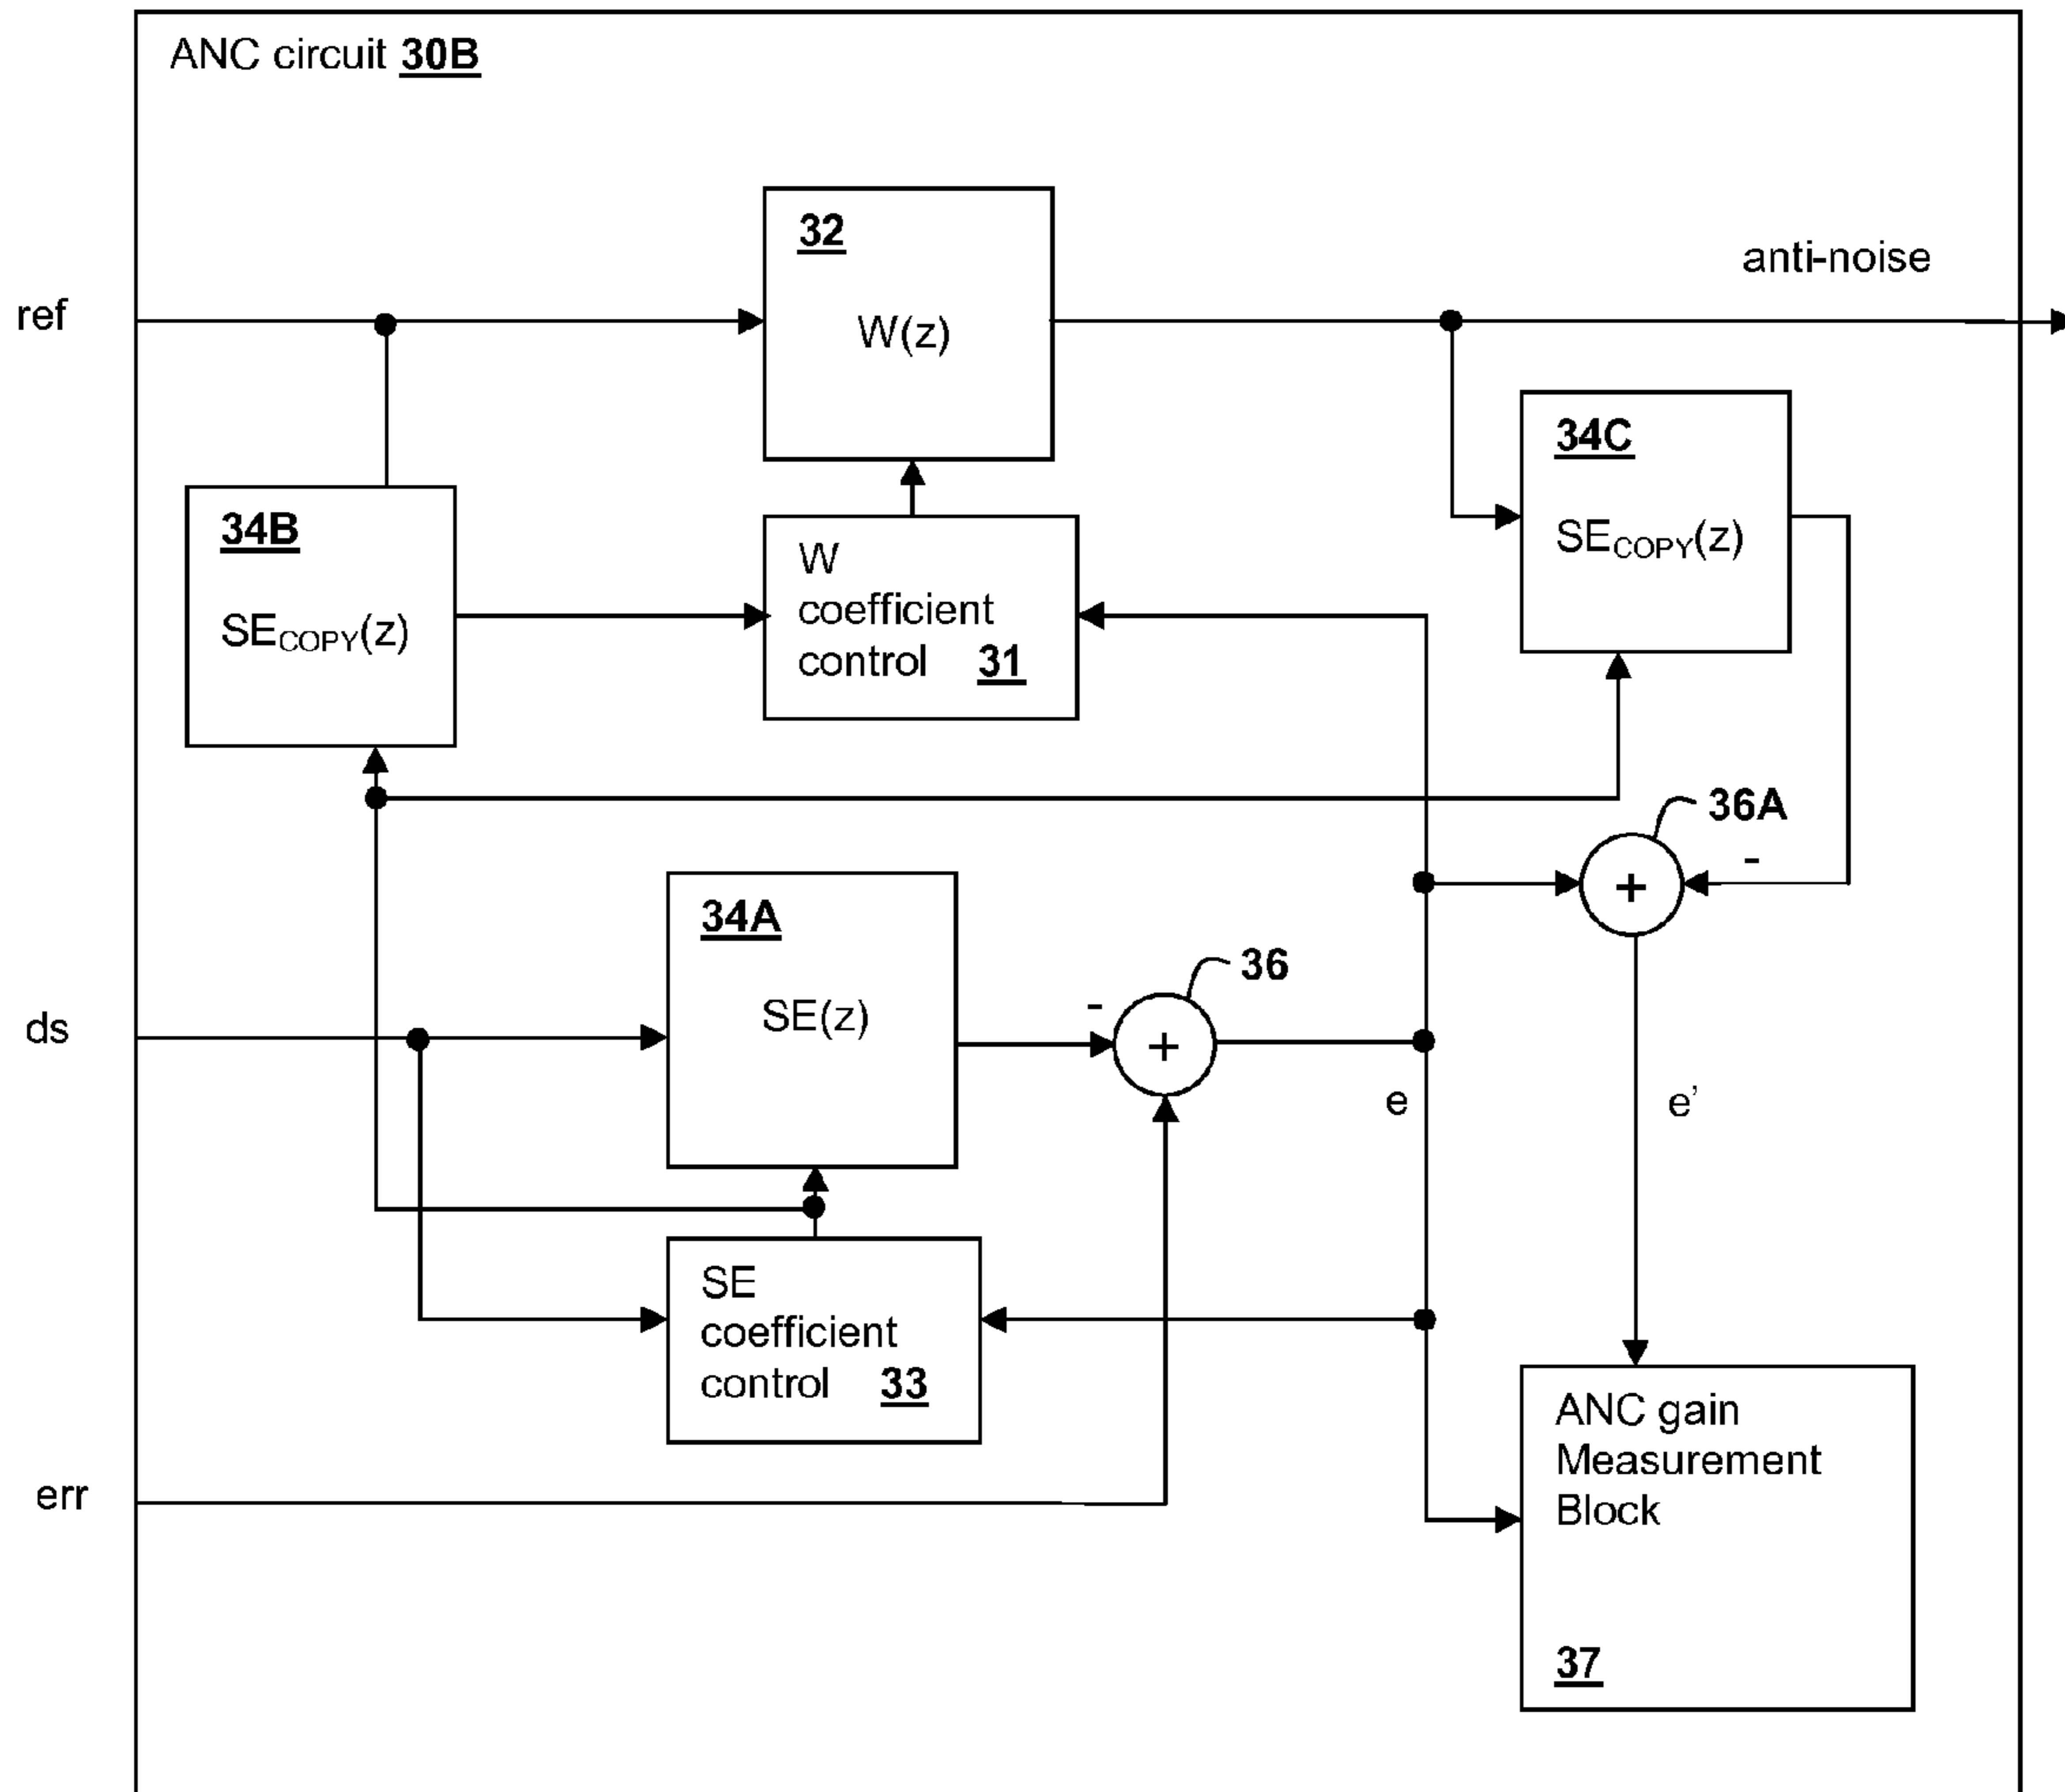 ANC circuit 30B
ref
32
W(z)
anti-noise
34B
SECOPY(z)
W
coefficient
control 31
34C
SECOPY(z)
36A
+
-
34A
SE(z)
36
-
+
ds
e
e’
SE
coefficient
control 33
err
ANC gain
Measurement
Block
37